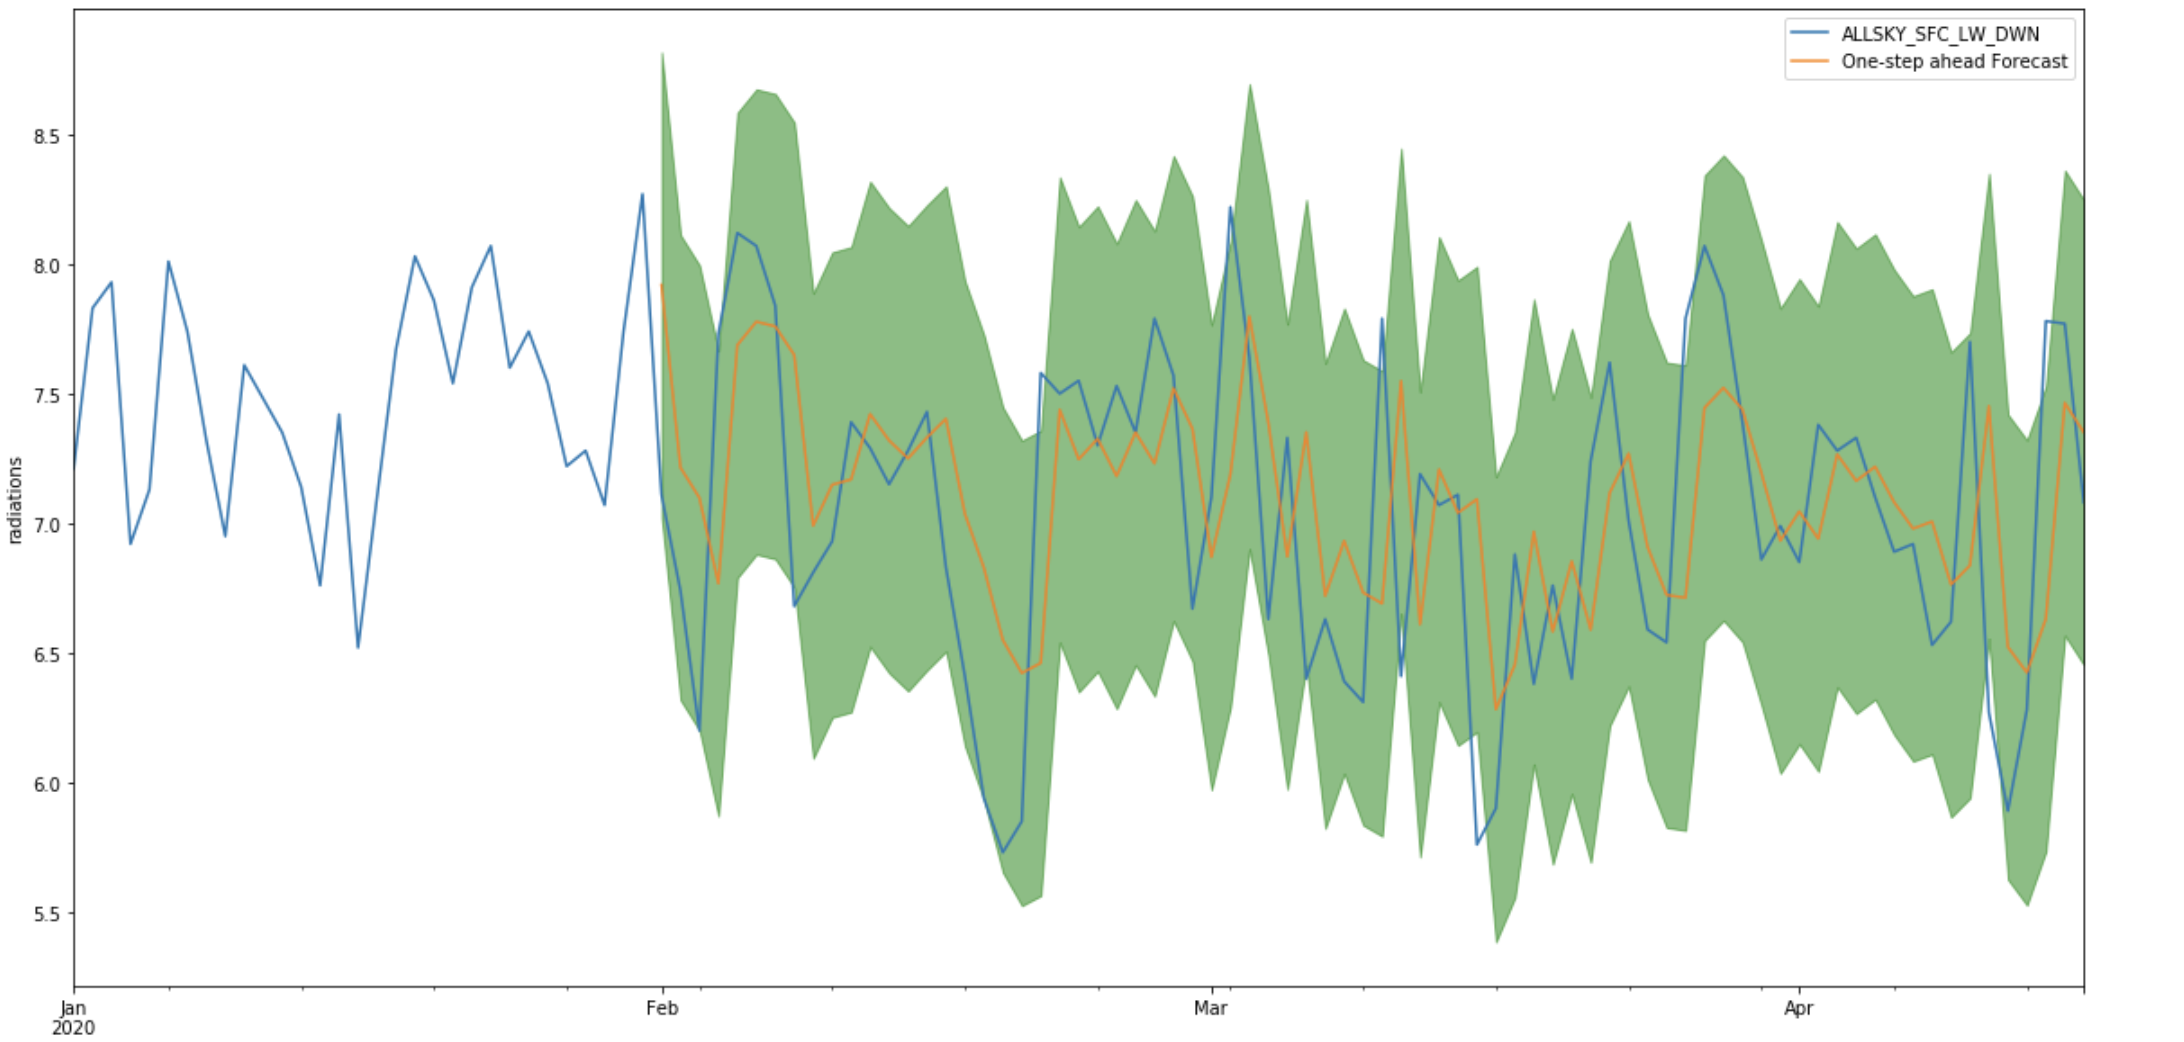 ALLSKY_SFC_LW_DWN
One-step ahead Forecast
8.5
8.0
7.5
7.0
6.5
6.0
5.5
radiations
Jan
2020
Feb
Mar
Apr